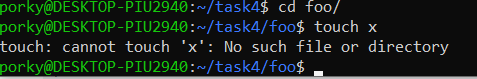 porky@DESKTOP-PIU2940:~/task4$ cd foo/
porky@DESKTOP-PIU2940:~/task4/foo$ touch x
touch: cannot touch 'x': No such file or directory
porky@DESKTOP-PIU2940:~/task4/foo$